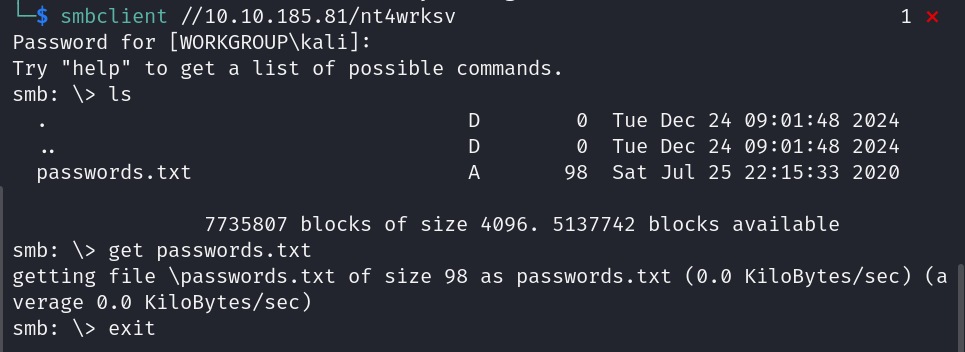 └─$ smbclient //10.10.185.81/nt4wrksv 1 ⨯
Password for [WORKGROUP\kali]:
Try "help" to get a list of possible commands.
smb: \> ls
. D 0 Tue Dec 24 09:01:48 2024
.. D 0 Tue Dec 24 09:01:48 2024
passwords.txt A 98 Sat Jul 25 22:15:33 2020
7735807 blocks of size 4096. 5137742 blocks available
smb: \> get passwords.txt
getting file \passwords.txt of size 98 as passwords.txt (0.0 KiloBytes/sec) (a
verage 0.0 KiloBytes/sec)
smb: \> exit